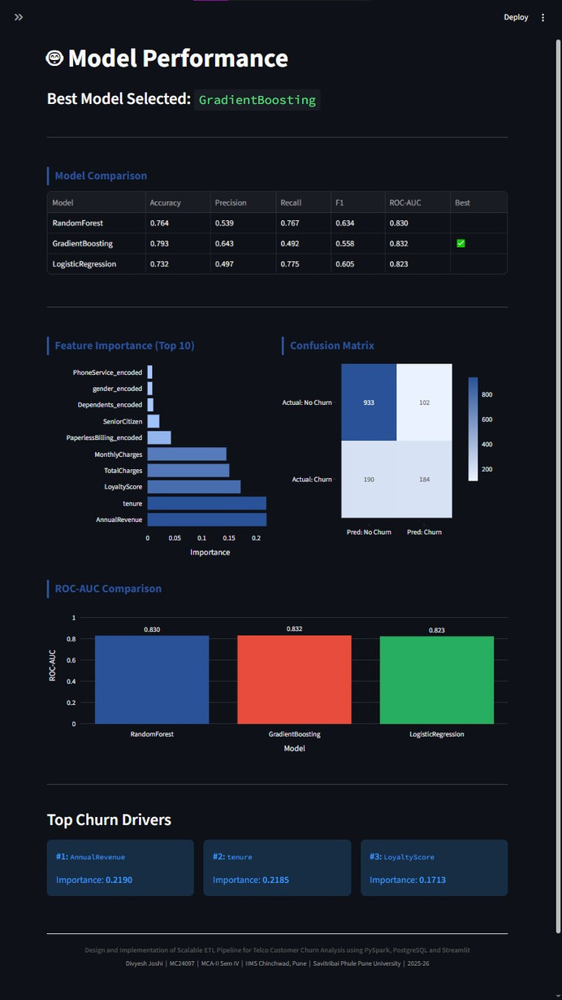 Deploy
Model Performance
Best Model Selected: GradientBoosting
Model Comparison
Model Accuracy Precision Recall F1 ROC-AUC Best
RandomForest 0.764 0.539 0.767 0.634 0.830
GradientBoosting 0.793 0.643 0.492 0.558 0.832 ✅
LogisticRegression 0.732 0.497 0.775 0.605 0.823
Feature Importance (Top 10)
PhoneService_encoded
gender_encoded
Dependents_encoded
SeniorCitizen
PaperlessBilling_encoded
MonthlyCharges
TotalCharges
LoyaltyScore
tenure
AnnualRevenue
0 0.05 0.1 0.15 0.2
Importance
Confusion Matrix
Actual: No Churn 933 102
Actual: Churn 190 184
Pred: No Churn Pred: Churn
800
600
400
200
ROC-AUC Comparison
1
0.8
0.6
0.4
0.2
0
ROC-AUC
0.830 0.832 0.823
RandomForest GradientBoosting LogisticRegression
Model
Top Churn Drivers
#1: AnnualRevenue
Importance: 0.2190
#2: tenure
Importance: 0.2185
#3: LoyaltyScore
Importance: 0.1713
Design and Implementation of Scalable ETL Pipeline for Telco Customer Churn Analysis using PySpark, PostgreSQL and Streamlit
Divyesh Joshi | MC24097 | MCA-II Sem IV | IIMS Chinchwad, Pune | Savitribai Phule Pune University | 2025-26